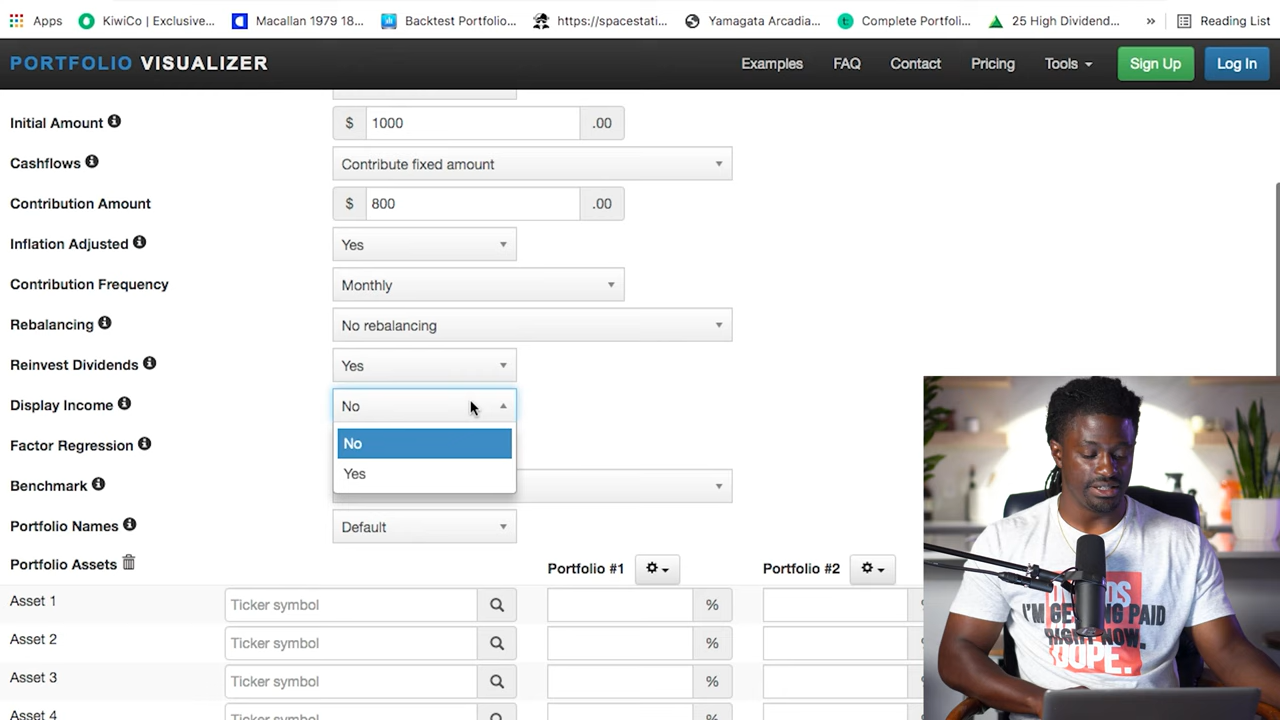 Apps KiwiCo | Exclusive... Macallan 1979 18... Backtest Portfolio... https://spacestati... Yamagata Arcadia... Complete Portfoli... 25 High Dividend... » Reading List
PORTFOLIO VISUALIZER Examples FAQ Contact Pricing Tools Sign Up Log In
Initial Amount $ 1000 .00
Cashflows Contribute fixed amount
Contribution Amount $ 800 .00
Inflation Adjusted Yes
Contribution Frequency Monthly
Rebalancing No rebalancing
Reinvest Dividends Yes
Display Income No
No
Factor Regression
Yes
Benchmark
Portfolio Names Default
Portfolio Assets Portfolio #1 Portfolio #2
Asset 1 Ticker symbol %
Asset 2 Ticker symbol %
Asset 3 Ticker symbol %
Asset 4
I'M GETTING PAID
RIGHT NOW.
DOPE.